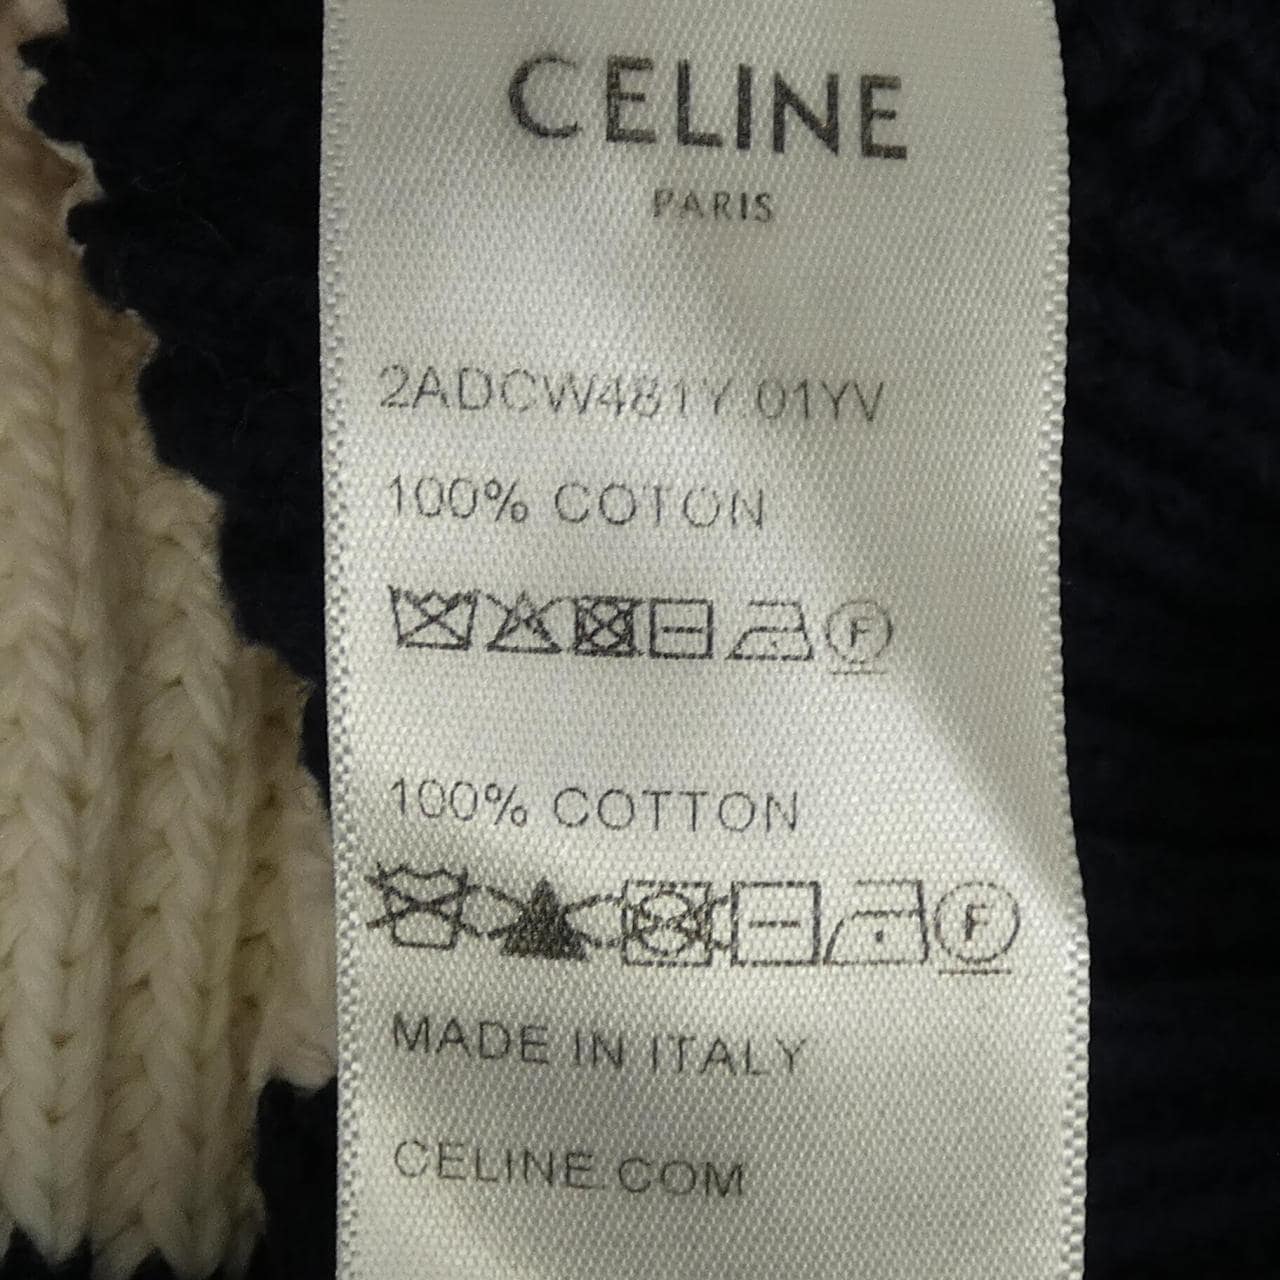 CELINE
PARIS
2ADCW481Y.01YV
100% COTON
F
100% COTTON
F
MADE IN ITALY
CELINE.COM